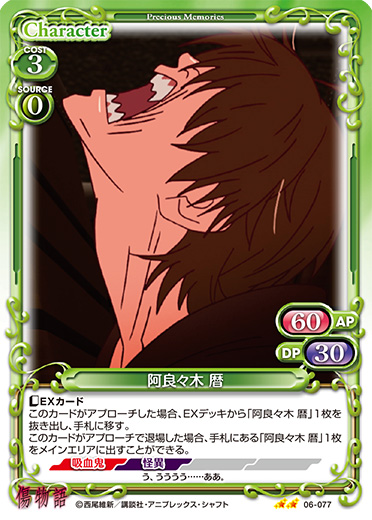 Precious Memories
Character
COST
3
SOURCE
0
60 AP
DP 30
阿良々木 暦
EXカード
このカードがアプローチした場合、EXデッキから「阿良々木 暦」1枚を
抜き出し、手札に移す。
このカードがアプローチで退場した場合、手札にある「阿良々木 暦」1枚
をメインエリアに出すことができる。
吸血鬼 怪異
う、うううう……ああ。
傷物語
©西尾維新/講談社・アニプレックス・シャフト
06-077